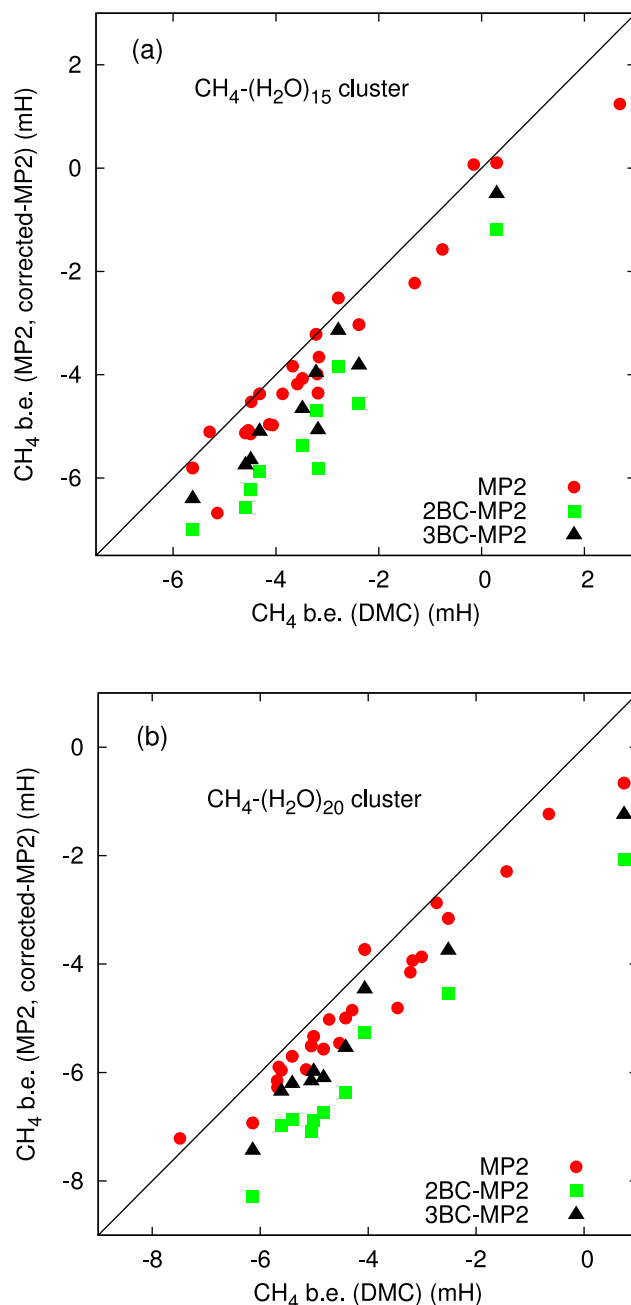 (a)
CH₄-(H₂O)₁₅ cluster
CH₄ b.e. (MP2, corrected-MP2) (mH)
2
0
-2
-4
-6
MP2
2BC-MP2
3BC-MP2
-6 -4 -2 0 2
CH₄ b.e. (DMC) (mH)
(b)
CH₄-(H₂O)₂₀ cluster
CH₄ b.e. (MP2, corrected-MP2) (mH)
0
-2
-4
-6
-8
MP2
2BC-MP2
3BC-MP2
-8 -6 -4 -2 0
CH₄ b.e. (DMC) (mH)